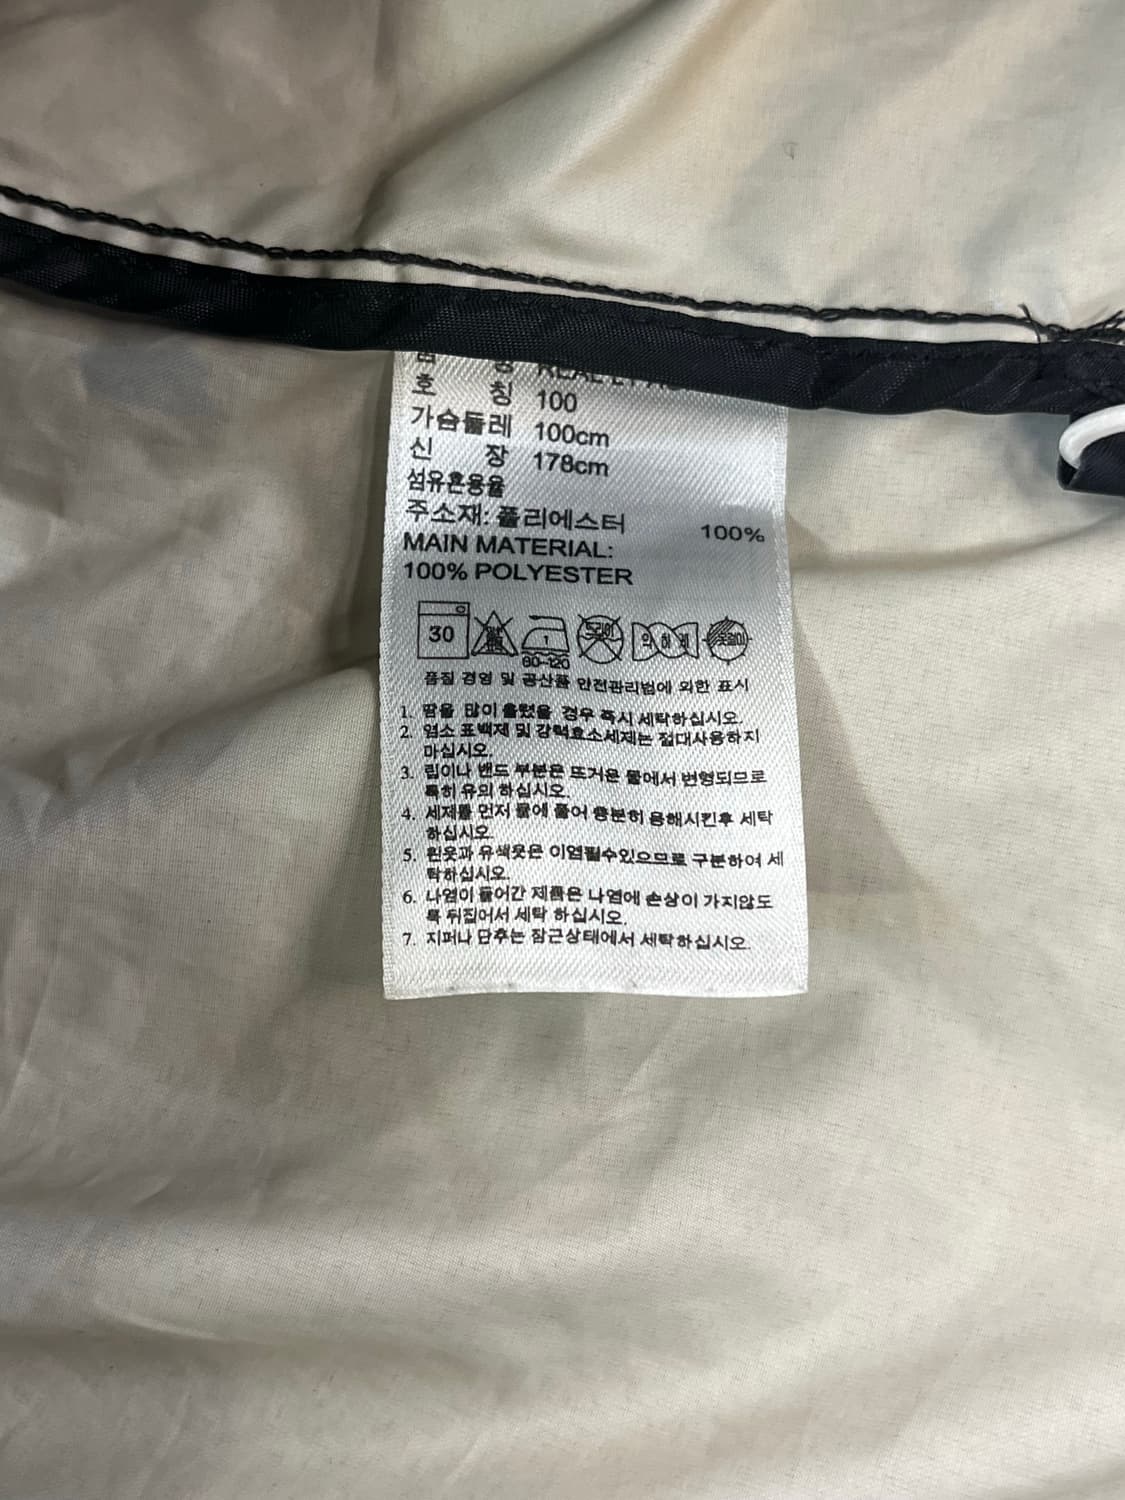 호 칭 100
가슴둘레 100cm
신 장 178cm
섬유혼용율
주소재: 폴리에스터 100%
MAIN MATERIAL:
100% POLYESTER
30
1
80~120
드라이
약 하 게
옷걸이
품질 경영 및 공산품 안전관리법에 의한 표시
1. 땀을 많이 흘렸을 경우 즉시 세탁하십시오.
2. 염소 표백제 및 강력효소세제는 절대사용하지
마십시오.
3. 립이나 밴드 부분은 뜨거운 물에서 변형되므로
특히 유의 하십시오.
4. 세제를 먼저 물에 풀어 충분히 용해시킨후 세탁
하십시오.
5. 흰옷과 유색옷은 이염될수있으므로 구분하여 세
탁하십시오.
6. 나염이 들어간 제품은 나염에 손상이 가지않도
록 뒤집어서 세탁 하십시오.
7. 지퍼나 단추는 잠근상태에서 세탁하십시오.